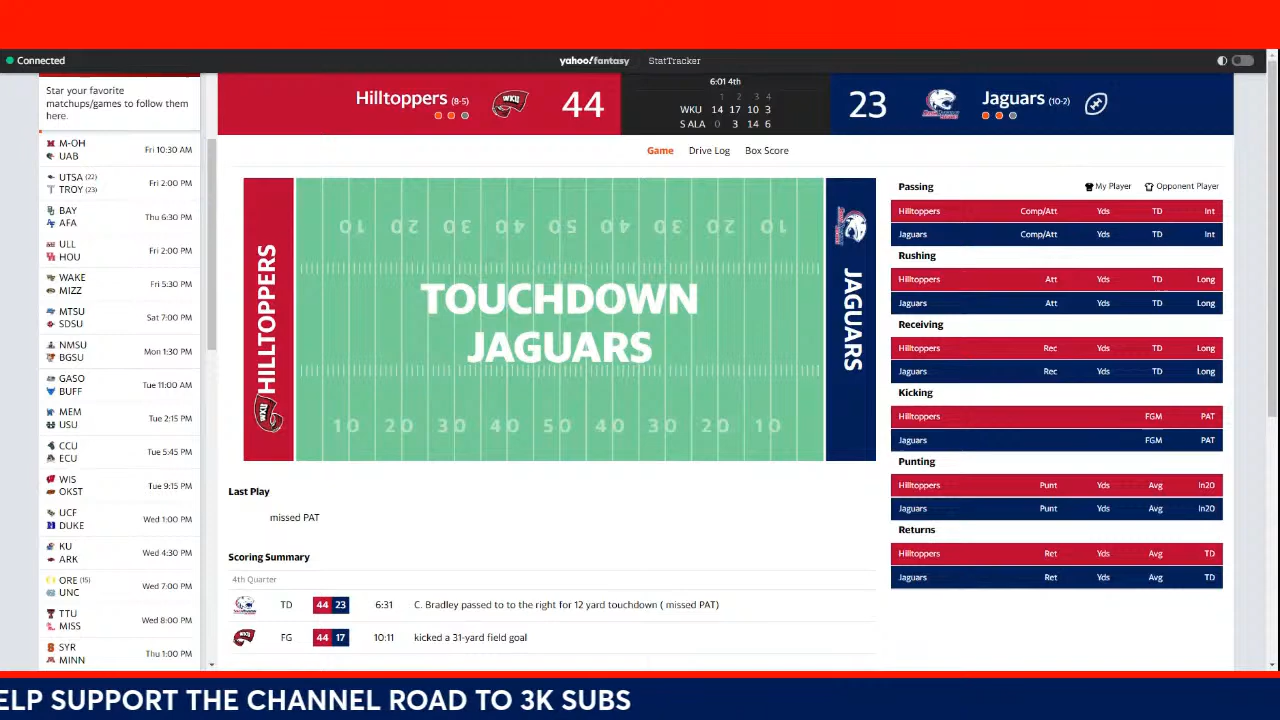 Connected
yahoo!fantasy StatTracker
Star your favorite
matchups/games to follow them
here.
M-OH
UAB
Fri 10:30 AM
UTSA (22)
TROY (23)
Fri 2:00 PM
BAY
AFA
Thu 6:30 PM
ULL
HOU
Fri 2:00 PM
WAKE
MIZZ
Fri 5:30 PM
MTSU
SDSU
Sat 7:00 PM
NMSU
BGSU
Mon 1:30 PM
GASO
BUFF
Tue 11:00 AM
MEM
USU
Tue 2:15 PM
CCU
ECU
Tue 5:45 PM
WIS
OKST
Tue 9:15 PM
UCF
DUKE
Wed 1:00 PM
KU
ARK
Wed 4:30 PM
ORE (15)
UNC
Wed 7:00 PM
TTU
MISS
Wed 8:00 PM
SYR
MINN
Thu 1:00 PM
Hilltoppers (8-5)
WKU
44
6:01 4th
1 2 3 4
WKU 14 17 10 3
S ALA 0 3 14 6
23
Jaguars (10-2)
Game Drive Log Box Score
HILLTOPPERS
WKU
10 20 30 40 50 40 30 20 10
TOUCHDOWN
JAGUARS
10 20 30 40 50 40 30 20 10
JAGUARS
Last Play
missed PAT
Scoring Summary
4th Quarter
TD 44 23 6:31 C. Bradley passed to to the right for 12 yard touchdown ( missed PAT)
FG 44 17 10:11 kicked a 31-yard field goal
Passing My Player Opponent Player
Hilltoppers Comp/Att Yds TD Int
Jaguars Comp/Att Yds TD Int
Rushing
Hilltoppers Att Yds TD Long
Jaguars Att Yds TD Long
Receiving
Hilltoppers Rec Yds TD Long
Jaguars Rec Yds TD Long
Kicking
Hilltoppers FGM PAT
Jaguars FGM PAT
Punting
Hilltoppers Punt Yds Avg In20
Jaguars Punt Yds Avg In20
Returns
Hilltoppers Ret Yds Avg TD
Jaguars Ret Yds Avg TD
ELP SUPPORT THE CHANNEL ROAD TO 3K SUBS